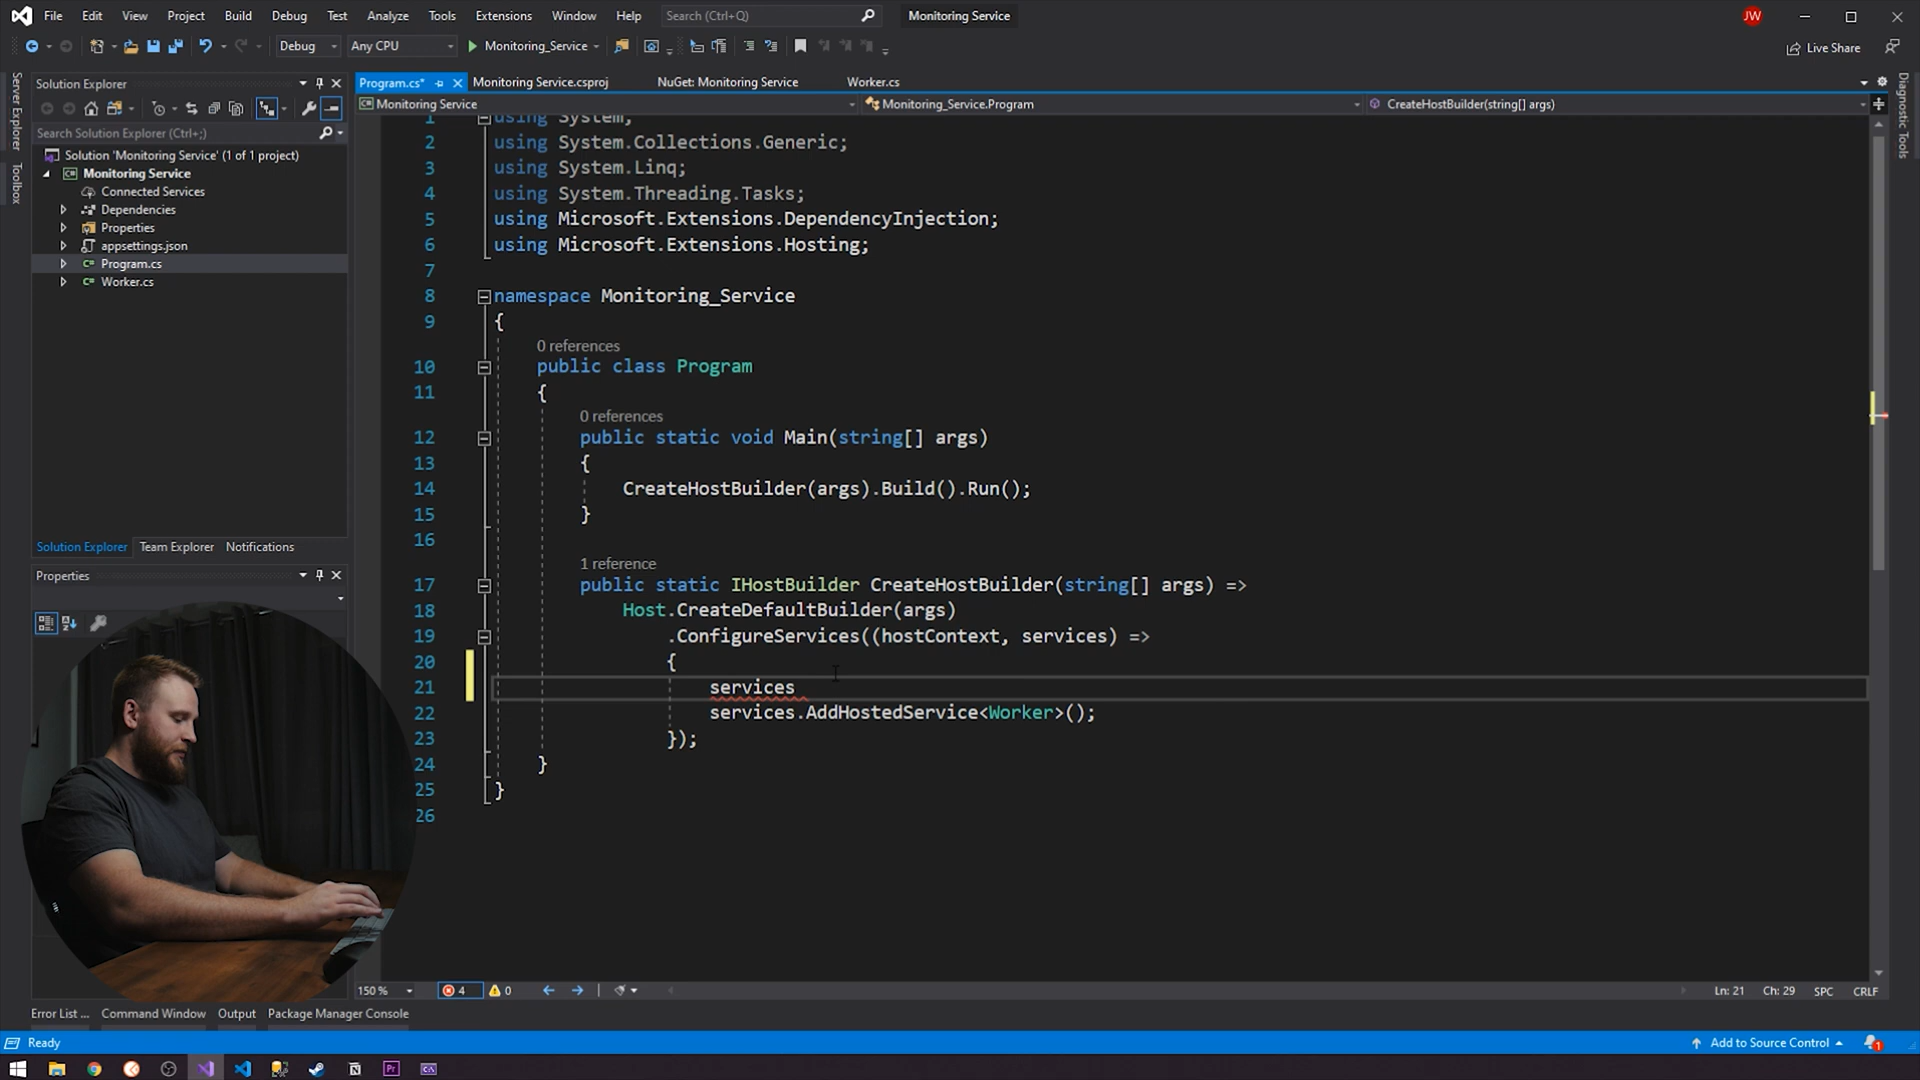 File Edit View Project Build Debug Test Analyze Tools Extensions Window Help Search (Ctrl+Q) Monitoring Service JW
Debug Any CPU Monitoring_Service Live Share
Server Explorer
Toolbox
Diagnostic Tools
Solution Explorer
Search Solution Explorer (Ctrl+;)
Solution 'Monitoring Service' (1 of 1 project)
Monitoring Service
Connected Services
Dependencies
Properties
appsettings.json
Program.cs
Worker.cs
Solution Explorer Team Explorer Notifications
Properties
Program.cs* Monitoring Service.csproj NuGet: Monitoring Service Worker.cs
Monitoring Service Monitoring_Service.Program CreateHostBuilder(string[] args)
1 using System;
2 using System.Collections.Generic;
3 using System.Linq;
4 using System.Threading.Tasks;
5 using Microsoft.Extensions.DependencyInjection;
6 using Microsoft.Extensions.Hosting;
7
8 namespace Monitoring_Service
9 {
0 references
10 public class Program
11 {
0 references
12 public static void Main(string[] args)
13 {
14 CreateHostBuilder(args).Build().Run();
15 }
16
1 reference
17 public static IHostBuilder CreateHostBuilder(string[] args) =>
18 Host.CreateDefaultBuilder(args)
19 .ConfigureServices((hostContext, services) =>
20 {
21 services
22 services.AddHostedService<Worker>();
23 });
24 }
25 }
26
150 % 4 0 Ln: 21 Ch: 29 SPC CRLF
Error List ... Command Window Output Package Manager Console
Ready Add to Source Control 1